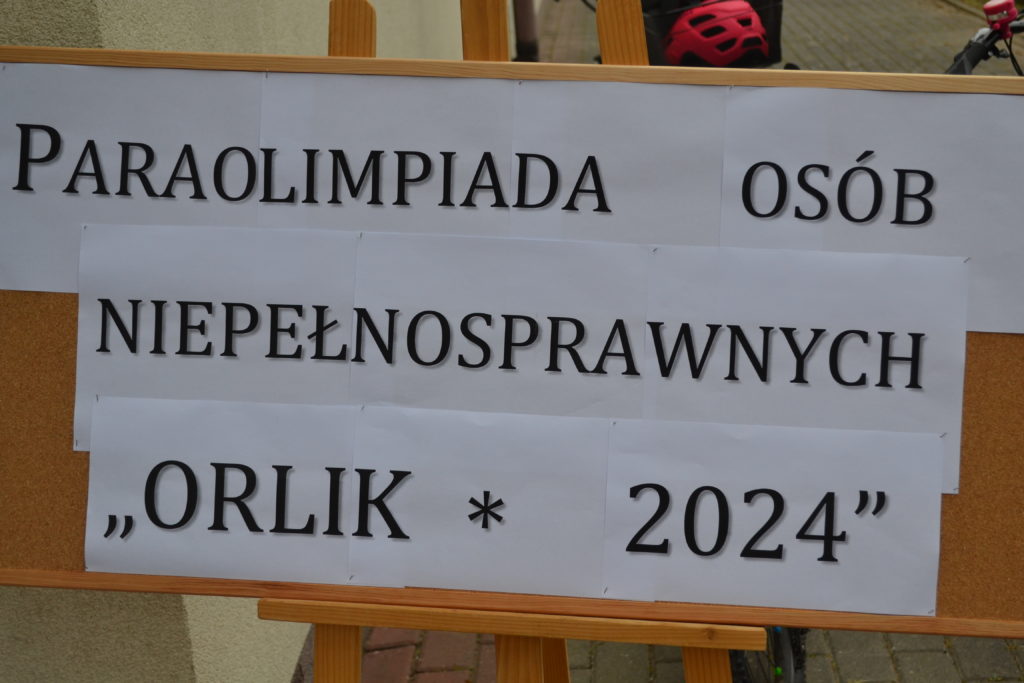 PARAOLIMPIADA OSÓB
NIEPEŁNOSPRAWNYCH
„ORLIK * 2024”